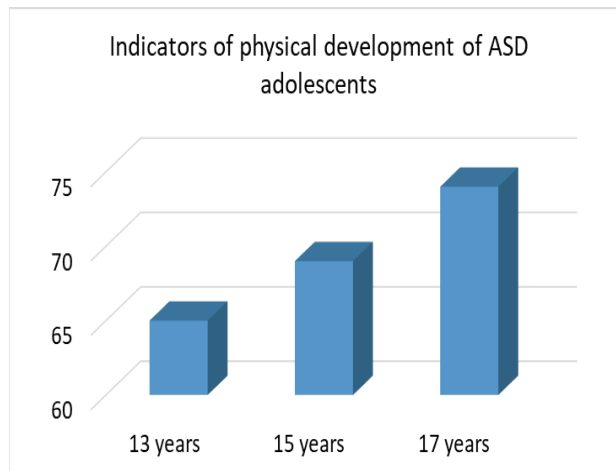 Indicators of physical development of ASD
adolescents
75
70
65
60
13 years 15 years 17 years